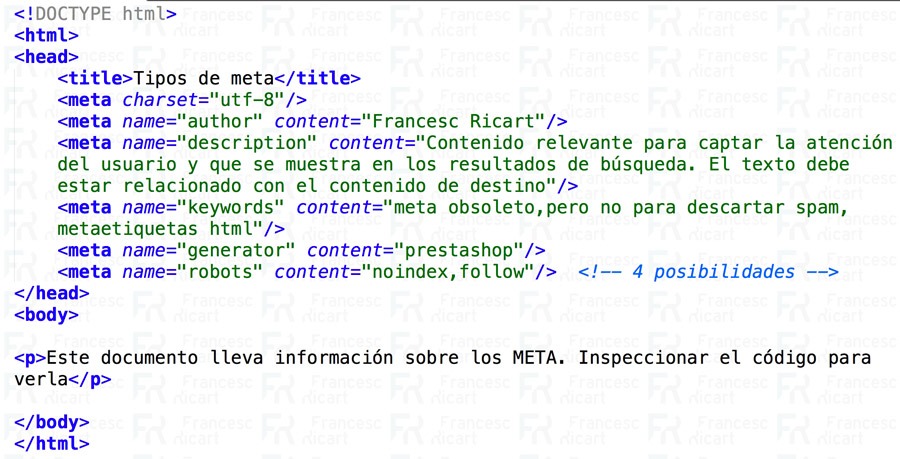 <!DOCTYPE html>
<html>
<head>
    <title>Tipos de meta</title>
    <meta charset="utf-8"/>
    <meta name="author" content="Francesc Ricart"/>
    <meta name="description" content="Contenido relevante para captar la atención
    del usuario y que se muestra en los resultados de búsqueda. El texto debe
    estar relacionado con el contenido de destino"/>
    <meta name="keywords" content="meta obsoleto,pero no para descartar spam,
    metaetiquetas html"/>
    <meta name="generator" content="prestashop"/>
    <meta name="robots" content="noindex,follow"/>  <!-- 4 posibilidades -->
</head>
<body>

<p>Este documento lleva información sobre los META. Inspeccionar el código para
verla</p>

</body>
</html>